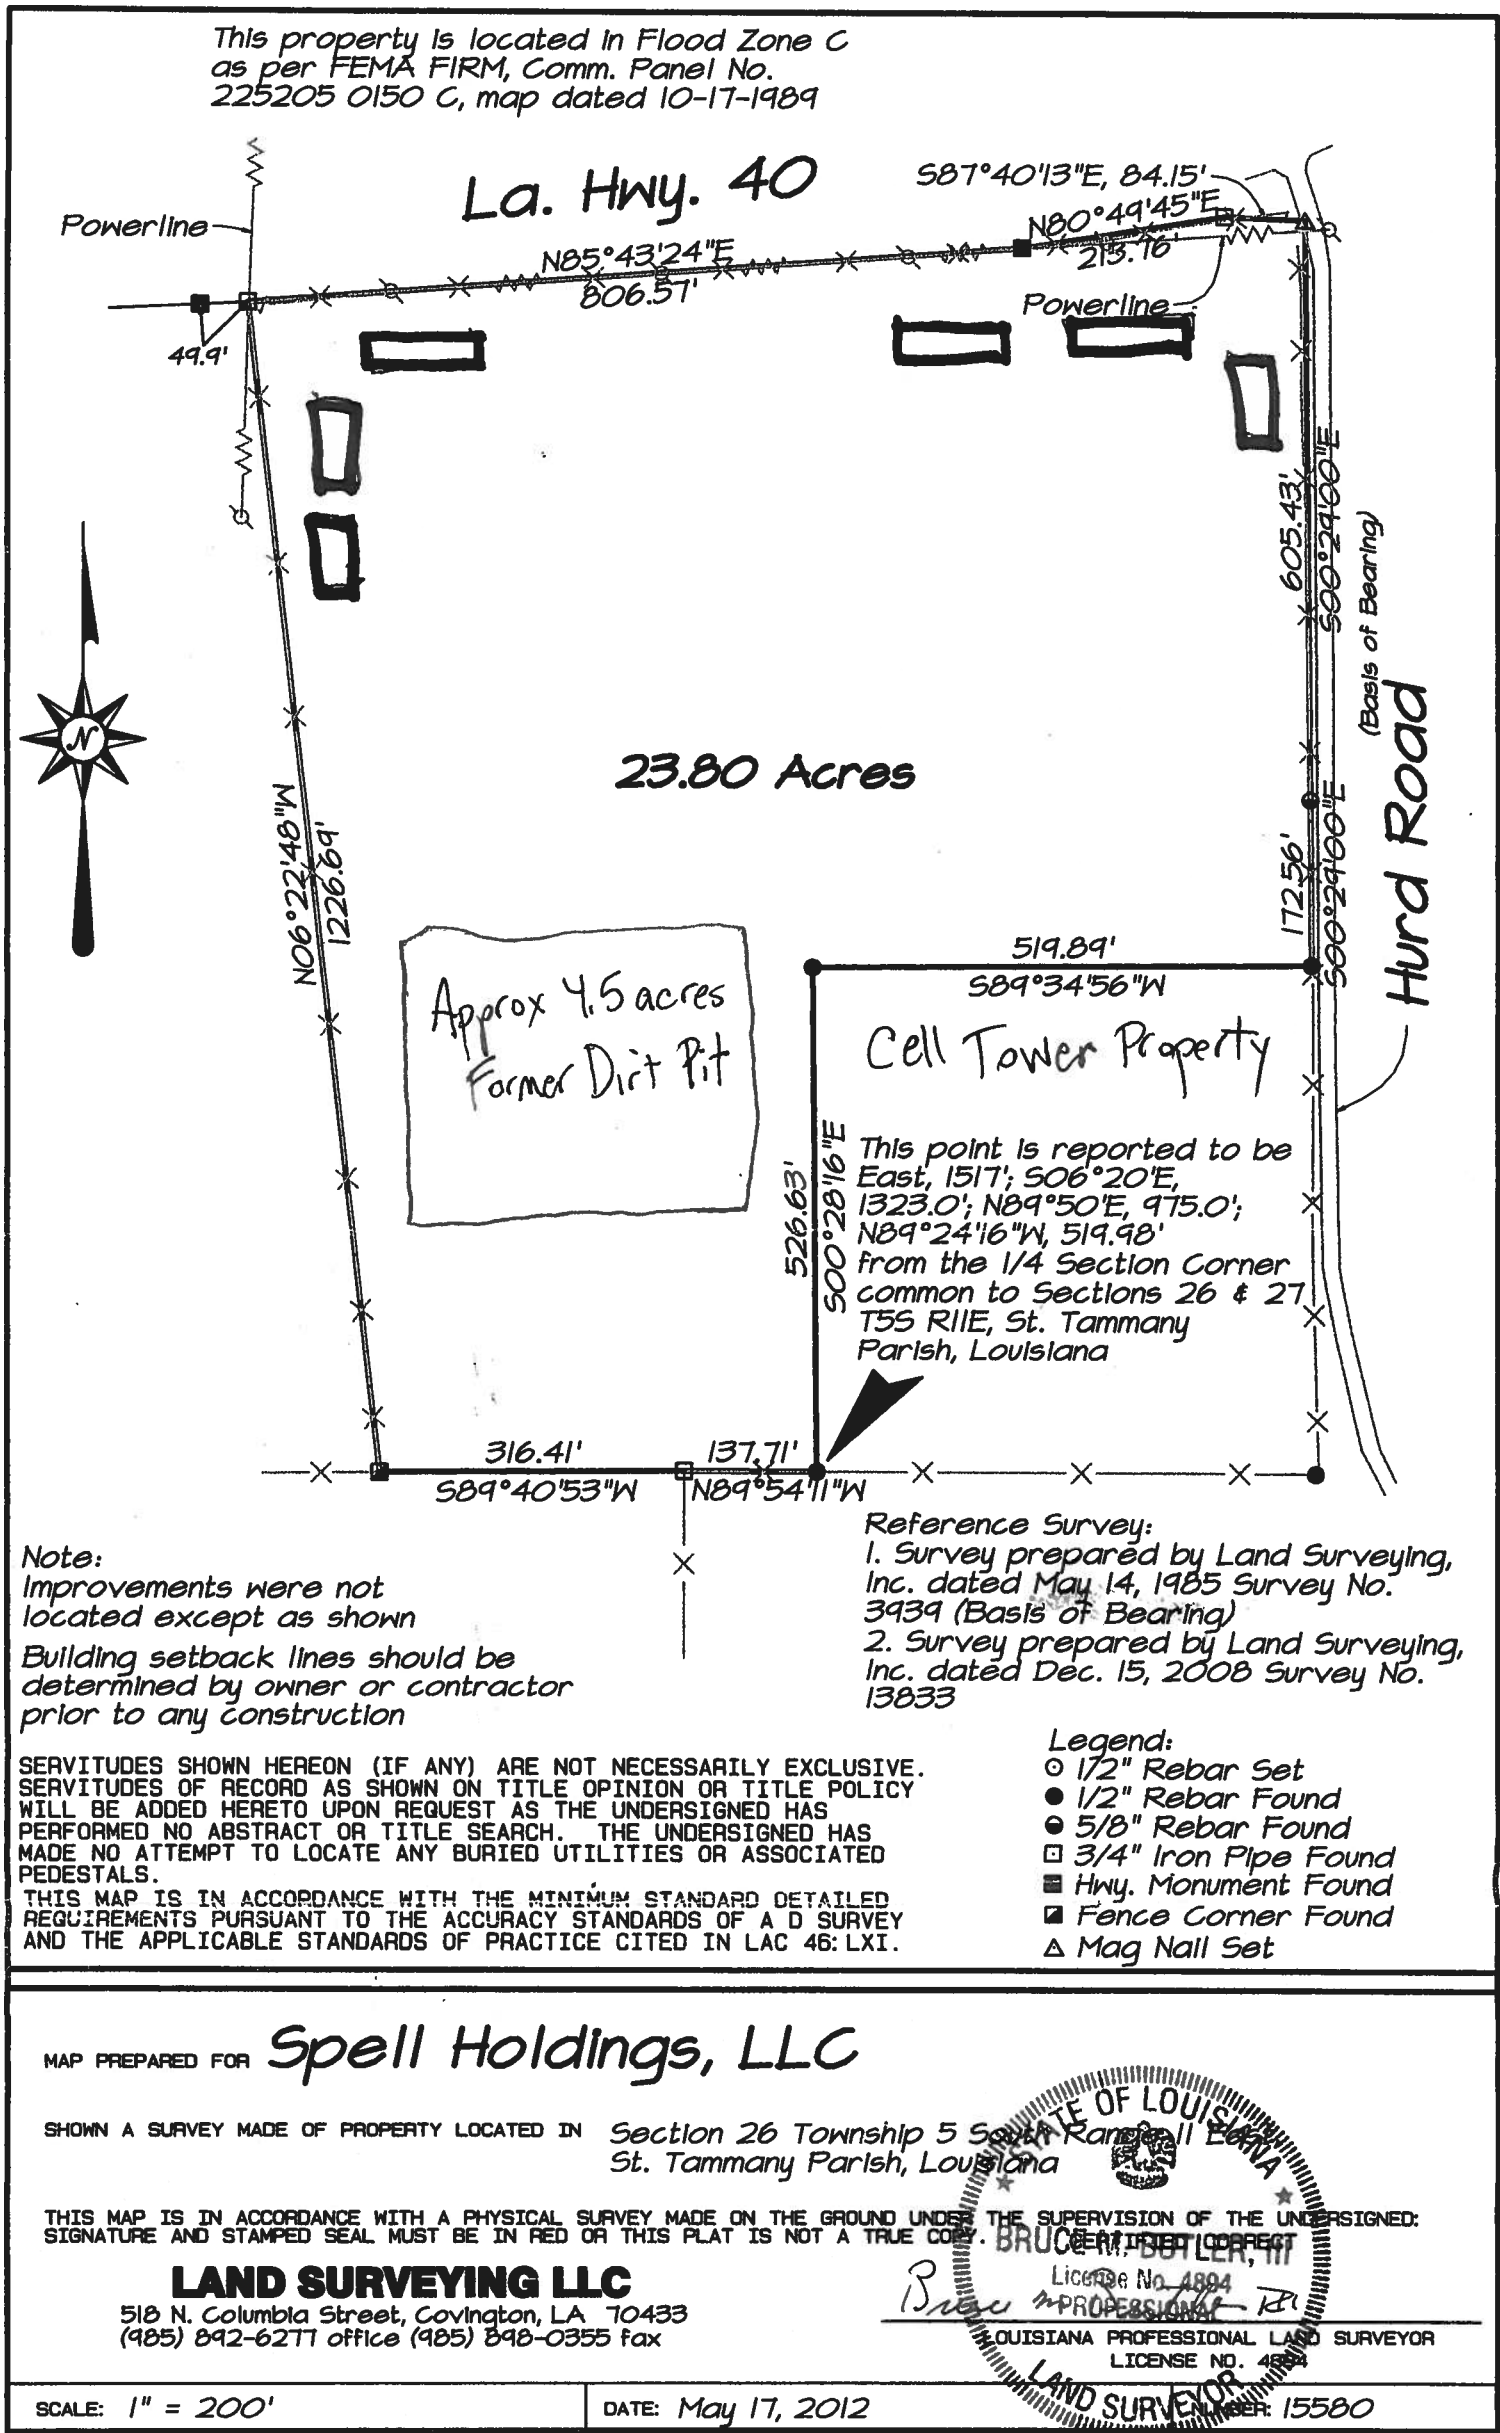 This property is located in Flood Zone C
as per FEMA FIRM, Comm. Panel No.
225205 0150 C, map dated 10-17-1989
La. Hwy. 40
S87°40'13"E, 84.15'
N80°49'45"E
213.76'
Powerline
N85°43'24"E
806.57'
Powerline
49.9'
605.43'
S00°29'00"E
(Basis of Bearing)
Hurd Road
23.80 Acres
N06°22'48"W
1226.69'
172.56'
S00°29'00"E
519.89'
S89°34'56"W
Approx 4.5 acres
Former Dirt Pit
Cell Tower Property
526.63'
S00°28'16"E
This point is reported to be
East, 1517'; S06°20'E,
1323.0'; N89°50'E, 975.0';
N89°24'16"W, 519.98'
from the 1/4 Section Corner
common to Sections 26 & 27
T5S R11E, St. Tammany
Parish, Louisiana
316.41'
S89°40'53"W
137.71'
N89°54'11"W
Note:
Improvements were not
located except as shown
Building setback lines should be
determined by owner or contractor
prior to any construction
Reference Survey:
1. Survey prepared by Land Surveying,
Inc. dated May 14, 1985 Survey No.
3939 (Basis of Bearing)
2. Survey prepared by Land Surveying,
Inc. dated Dec. 15, 2008 Survey No.
13833
SERVITUDES SHOWN HEREON (IF ANY) ARE NOT NECESSARILY EXCLUSIVE.
SERVITUDES OF RECORD AS SHOWN ON TITLE OPINION OR TITLE POLICY
WILL BE ADDED HERETO UPON REQUEST AS THE UNDERSIGNED HAS
PERFORMED NO ABSTRACT OR TITLE SEARCH. THE UNDERSIGNED HAS
MADE NO ATTEMPT TO LOCATE ANY BURIED UTILITIES OR ASSOCIATED
PEDESTALS.
THIS MAP IS IN ACCORDANCE WITH THE MINIMUM STANDARD DETAILED
REQUIREMENTS PURSUANT TO THE ACCURACY STANDARDS OF A D SURVEY
AND THE APPLICABLE STANDARDS OF PRACTICE CITED IN LAC 46: LXI.
Legend:
1/2" Rebar Set
1/2" Rebar Found
5/8" Rebar Found
3/4" Iron Pipe Found
Hwy. Monument Found
Fence Corner Found
Mag Nail Set
MAP PREPARED FOR Spell Holdings, LLC
SHOWN A SURVEY MADE OF PROPERTY LOCATED IN Section 26 Township 5 South Range 11 East
St. Tammany Parish, Louisiana
THIS MAP IS IN ACCORDANCE WITH A PHYSICAL SURVEY MADE ON THE GROUND UNDER THE SUPERVISION OF THE UNDERSIGNED:
SIGNATURE AND STAMPED SEAL MUST BE IN RED OR THIS PLAT IS NOT A TRUE COPY.
CERTIFIED CORRECT
STATE OF LOUISIANA
BRUCE M. BUTLER, III
License No. 4894
PROFESSIONAL
LAND SURVEYOR
LAND SURVEYING LLC
518 N. Columbia Street, Covington, LA 70433
(985) 892-6277 office (985) 898-0355 fax
LOUISIANA PROFESSIONAL LAND SURVEYOR
LICENSE NO. 4894
SCALE: 1" = 200'
DATE: May 17, 2012
NUMBER: 15580